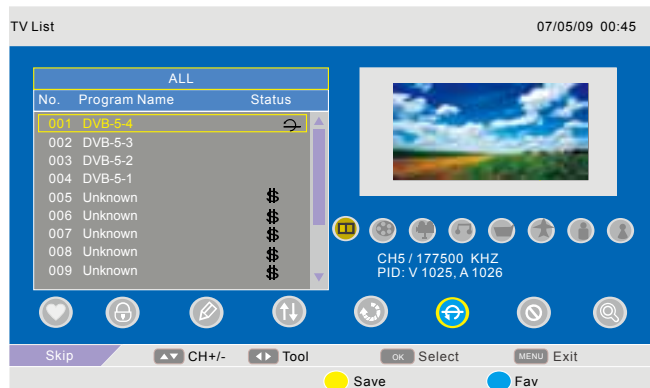 TV List 07/05/09 00:45
ALL
No. Program Name Status
001 DVB-5-4
002 DVB-5-3
003 DVB-5-2
004 DVB-5-1
005 Unknown $
006 Unknown $
007 Unknown $
008 Unknown $
009 Unknown $
CH5 / 177500 KHZ
PID: V 1025, A 1026
Skip CH+/- Tool OK Select MENU Exit
Save Fav